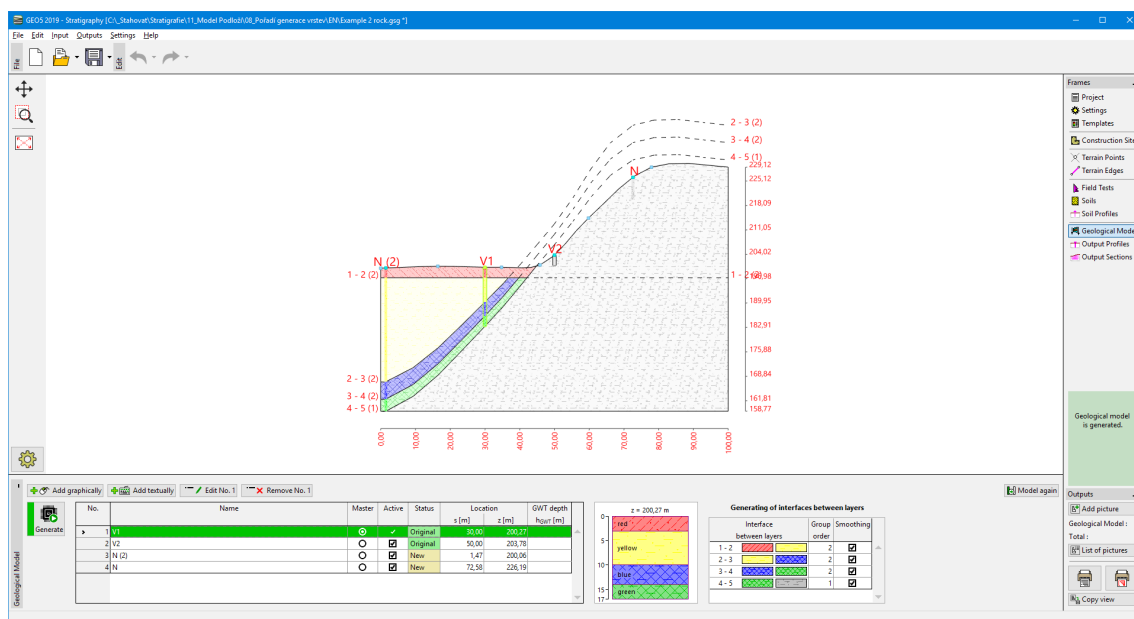 GEO5 2019 - Stratigraphy [C:\_Stahovat\Stratigrafie\11_Model Podloží\08_Pořadí generace vrstev\EN\Example 2 rock.gsg *]
File Edit Input Outputs Settings Help
File
Edit
Frames
Project
Settings
Templates
Construction Site
Terrain Points
Terrain Edges
Field Tests
Soils
Soil Profiles
Geological Mode
Output Profiles
Output Sections
2 - 3 (2)
3 - 4 (2)
4 - 5 (1)
229,12
225,12
218,09
211,05
204,02
189,95
182,91
175,88
168,84
161,81
158,77
N
V2
N (2)
V1
1 - 2 (2)
2 - 3 (2)
3 - 4 (2)
4 - 5 (1)
0,00 10,00 20,00 30,00 40,00 50,00 60,00 70,00 80,00 90,00 100,00
Geological model
is generated.
Add graphically Add textually Edit No. 1 Remove No. 1 Model again
Geological Model
Generate
No. Name Master Active Status Location GWT depth
s [m] z [m] hGWT [m]
1 V1 Original 30,00 200,27
2 V2 Original 50,00 203,78
3 N (2) New 1,47 200,06
4 N New 72,58 226,19
z = 200,27 m
0
5
10
15
17
red
yellow
blue
green
Generating of interfaces between layers
Interface Group Smoothing
between layers order
1 - 2 2
2 - 3 2
3 - 4 2
4 - 5 1
Outputs
Add picture
Geological Model :
Total :
List of pictures
Copy view